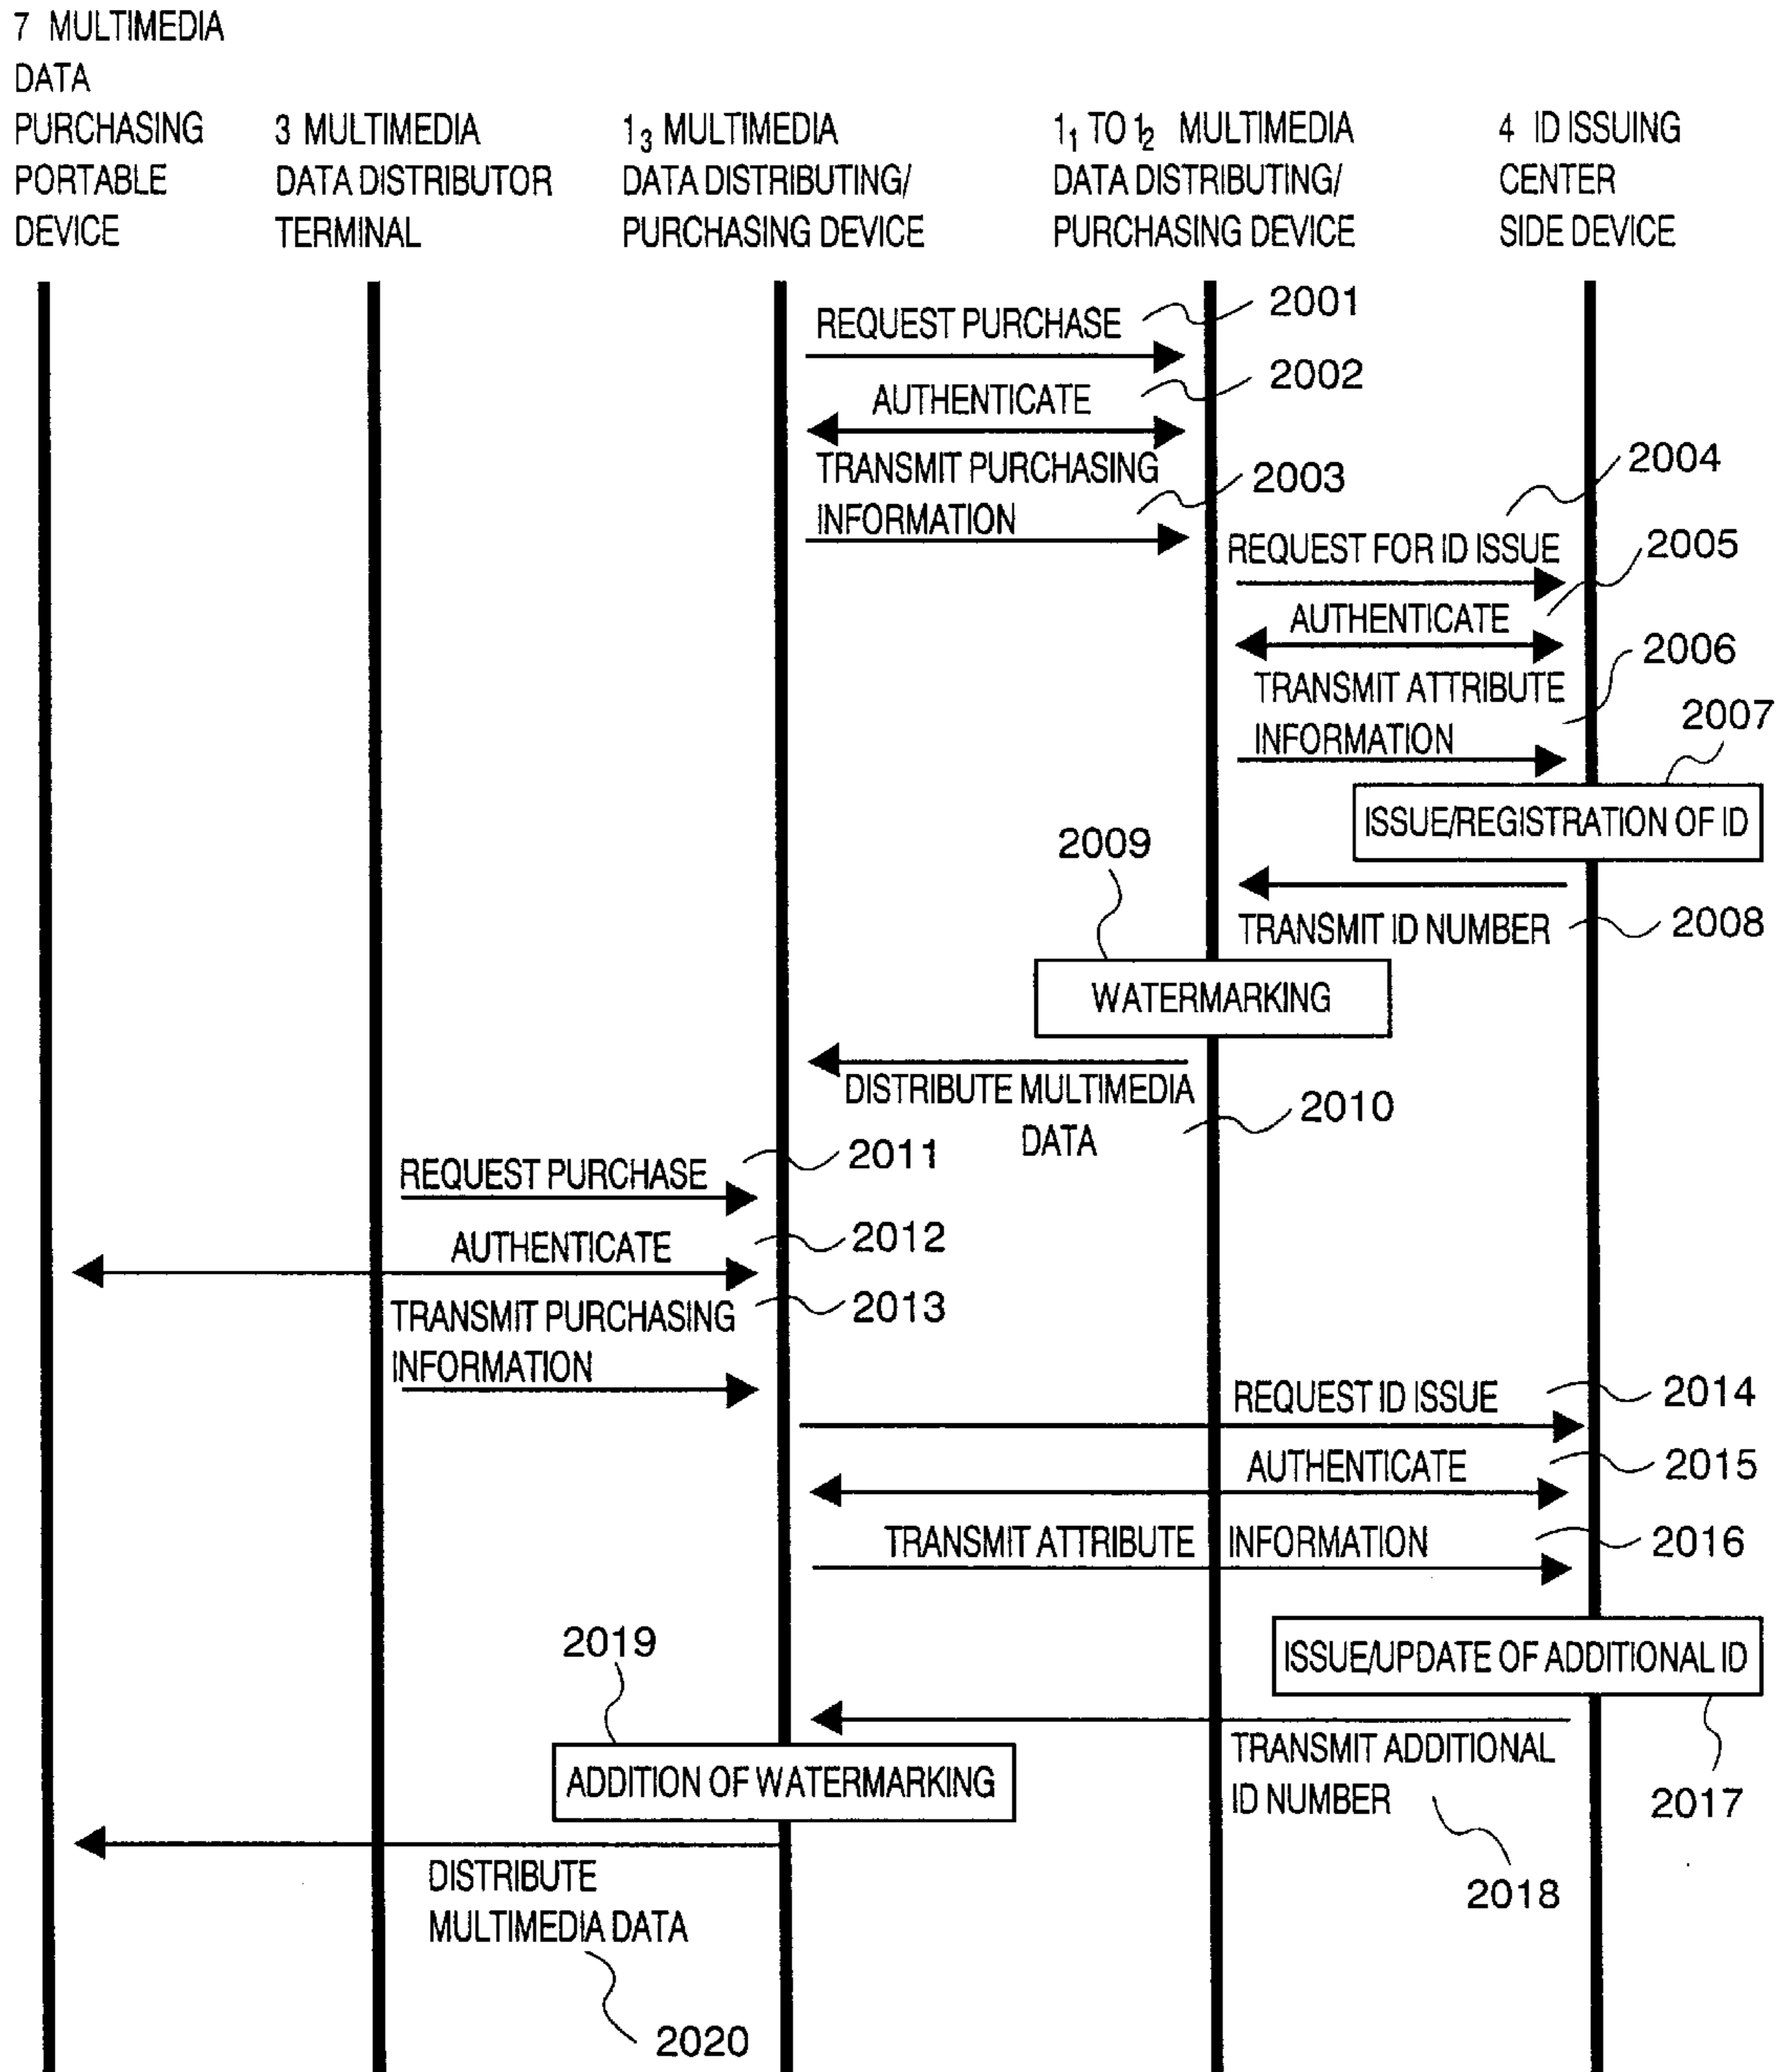 7 MULTIMEDIA
DATA
PURCHASING
PORTABLE
DEVICE
3 MULTIMEDIA
DATA DISTRIBUTOR
TERMINAL
1₃ MULTIMEDIA
DATA DISTRIBUTING/
PURCHASING DEVICE
1₁ TO 1₂ MULTIMEDIA
DATA DISTRIBUTING/
PURCHASING DEVICE
4 ID ISSUING
CENTER
SIDE DEVICE
REQUEST PURCHASE
2001
AUTHENTICATE
2002
TRANSMIT PURCHASING
INFORMATION
2003
REQUEST FOR ID ISSUE
2004
AUTHENTICATE
2005
TRANSMIT ATTRIBUTE
INFORMATION
2006
2007
ISSUE/REGISTRATION OF ID
TRANSMIT ID NUMBER
2008
2009
WATERMARKING
DISTRIBUTE MULTIMEDIA
DATA
2010
REQUEST PURCHASE
2011
AUTHENTICATE
2012
TRANSMIT PURCHASING
INFORMATION
2013
REQUEST ID ISSUE
2014
AUTHENTICATE
2015
TRANSMIT ATTRIBUTE INFORMATION
2016
ISSUE/UPDATE OF ADDITIONAL ID
2017
TRANSMIT ADDITIONAL
ID NUMBER
2018
2019
ADDITION OF WATERMARKING
DISTRIBUTE
MULTIMEDIA DATA
2020